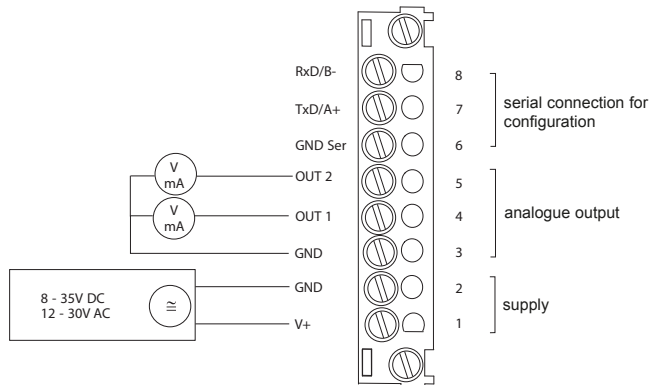 RxD/B- 8
TxD/A+ 7
GND Ser 6
serial connection for
configuration
V
mA
OUT 2 5
V
mA
OUT 1 4
analogue output
GND 3
GND 2
8 - 35V DC
12 - 30V AC
≅
supply
V+ 1